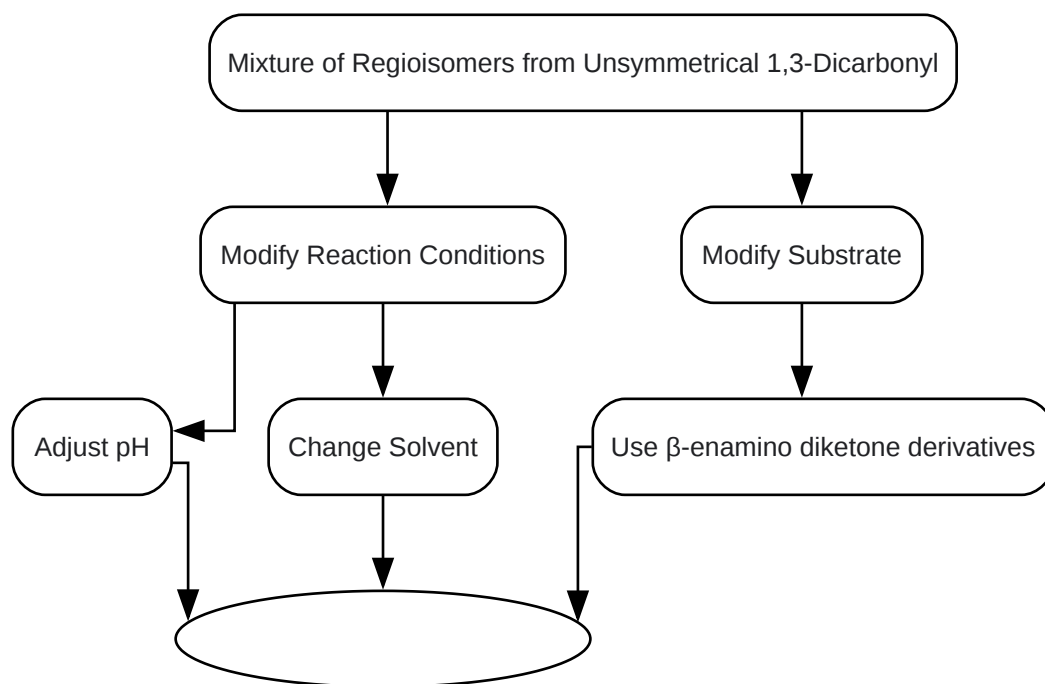 Mixture of Regioisomers from Unsymmetrical 1,3-Dicarbonyl
Modify Reaction Conditions
Modify Substrate
Adjust pH
Change Solvent
Use β-enamino diketone derivatives